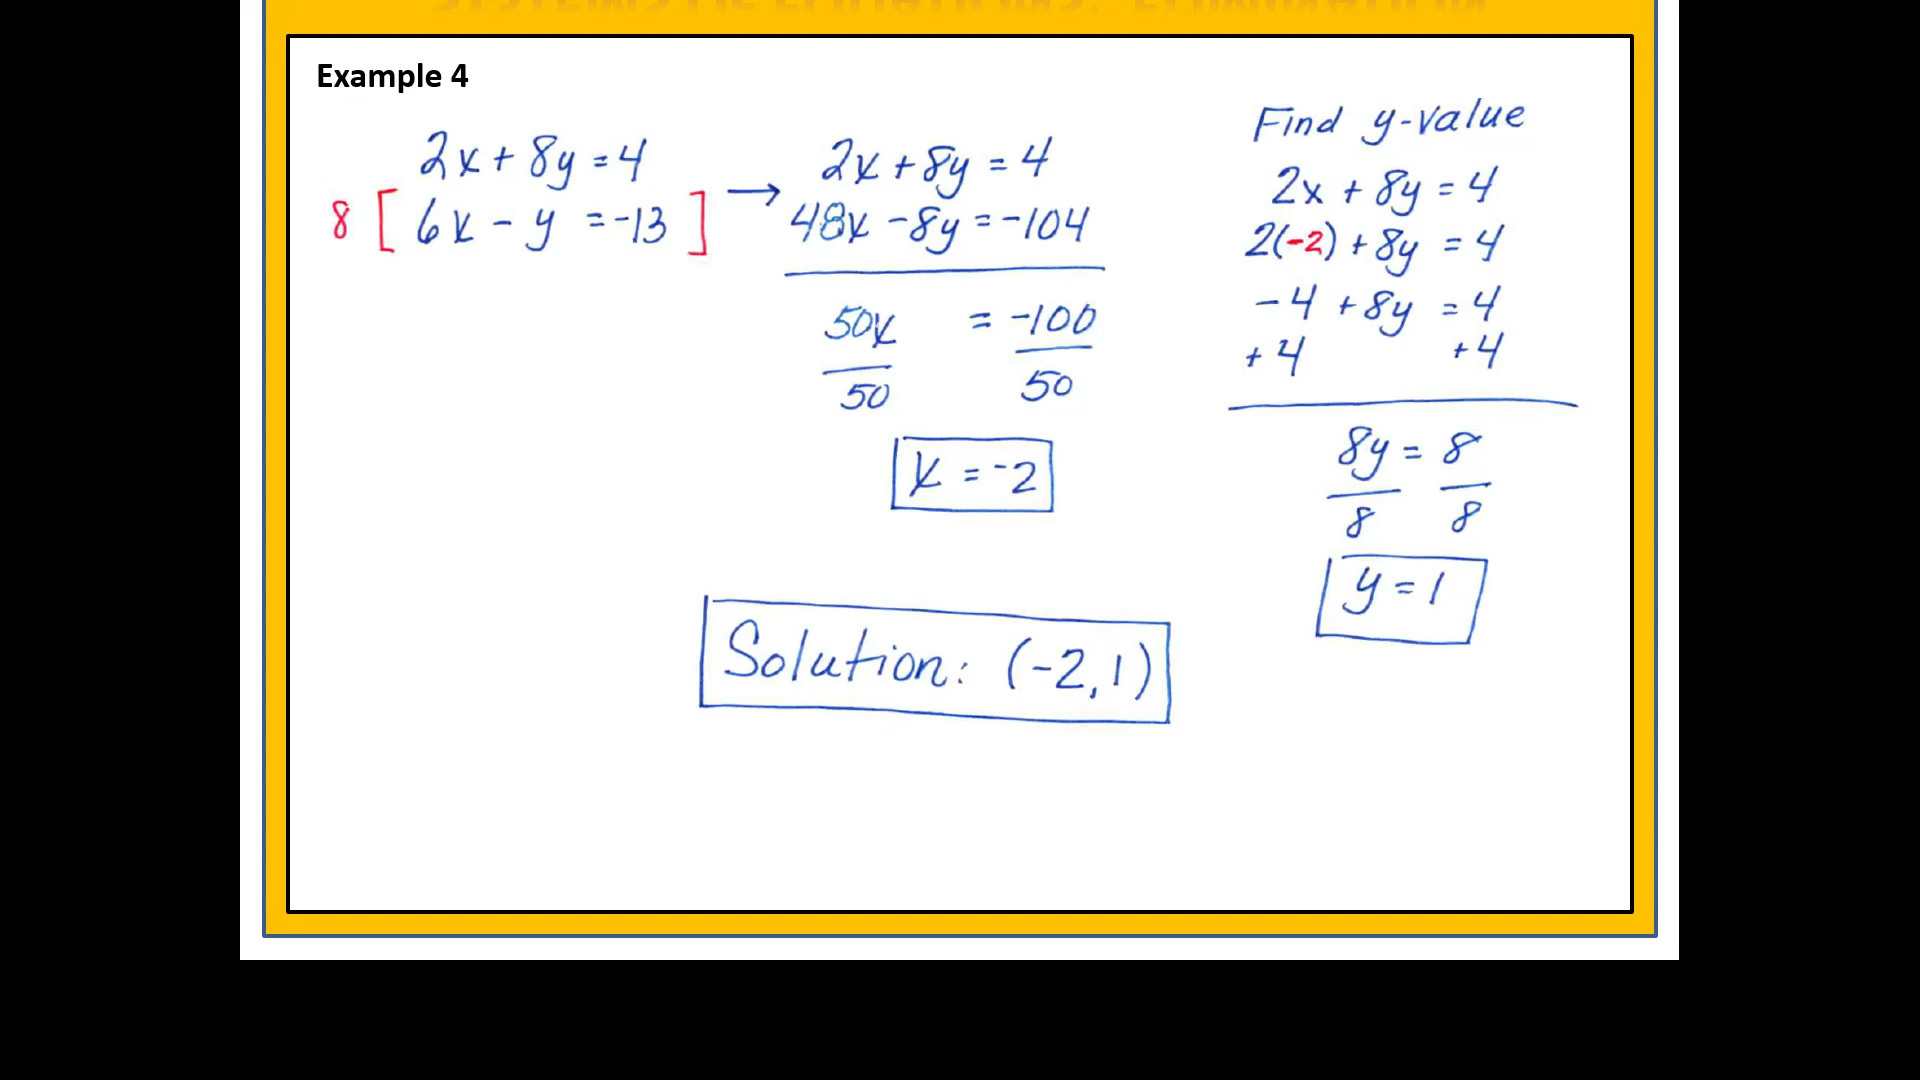 Example 4
2x + 8y = 4
8 [ 6x - y = -13 ] →
2x + 8y = 4
48x - 8y = -104
50x = -100
50 50
x = -2
Find y-value
2x + 8y = 4
2(-2) + 8y = 4
-4 + 8y = 4
+4 +4
8y = 8
8 8
y = 1
Solution: (-2, 1)